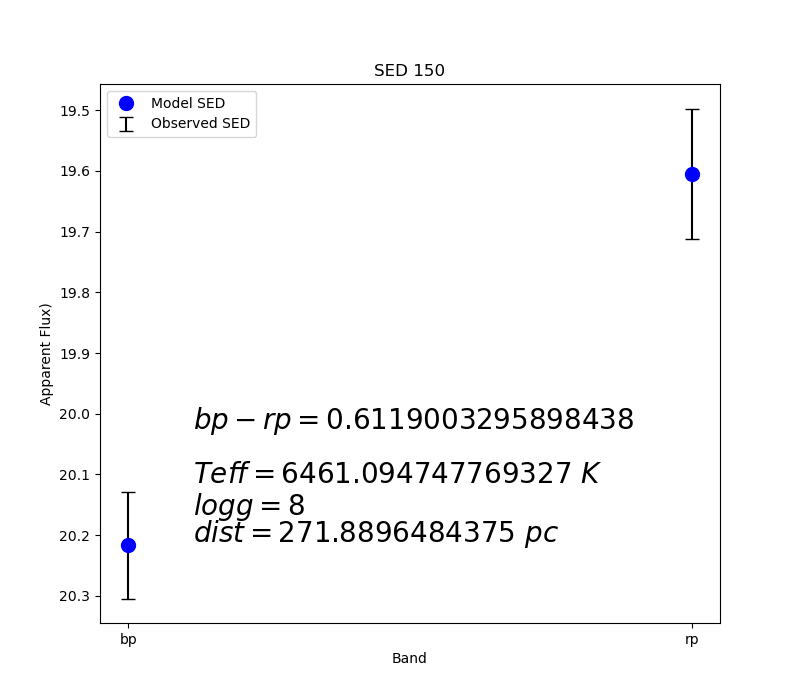 SED 150
Model SED
Observed SED
19.5
19.6
19.7
19.8
19.9
20.0
20.1
20.2
20.3
Apparent Flux)
bp − rp = 0.6119003295898438
Teff = 6461.094747769327 K
logg = 8
dist = 271.8896484375 pc
bp
rp
Band